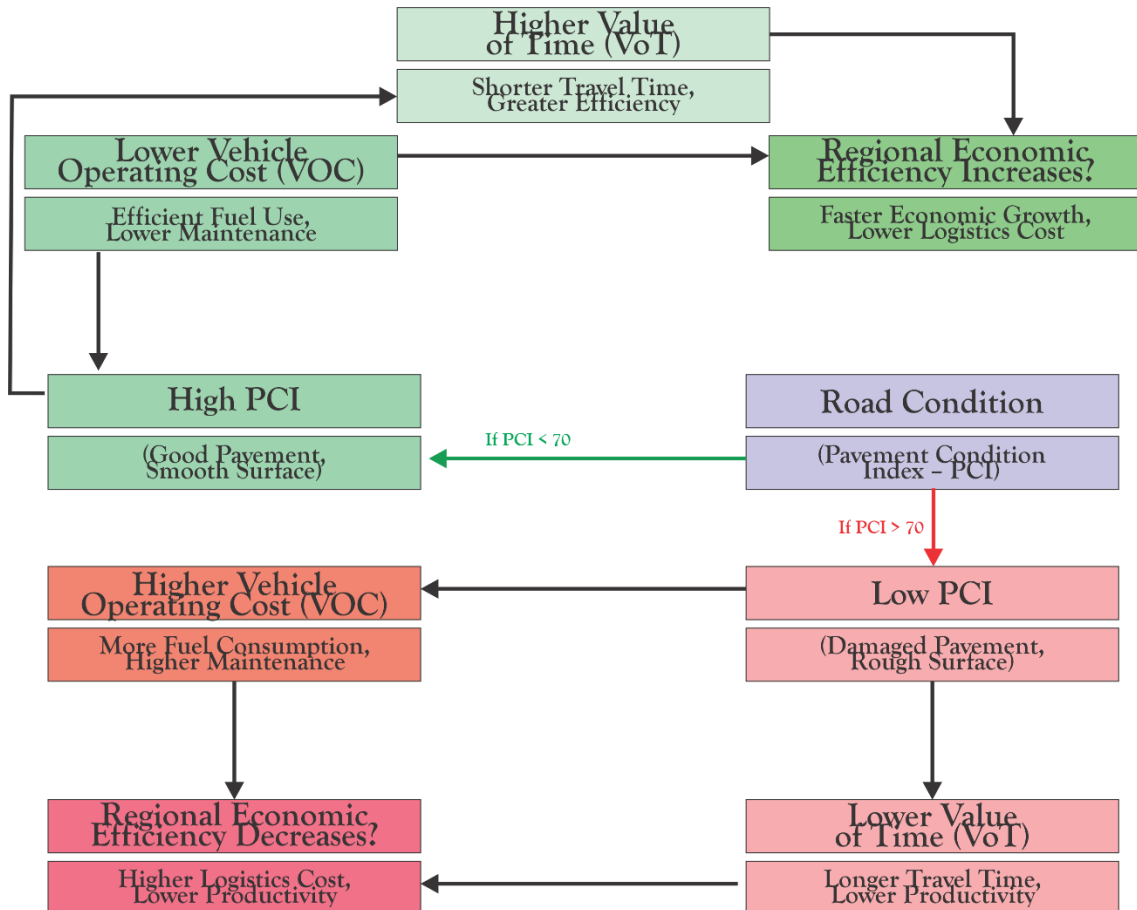 Higher Value
of Time (VoT)
Shorter Travel Time,
Greater Efficiency
Lower Vehicle
Operating Cost (VOC)
Efficient Fuel Use,
Lower Maintenance
Regional Economic
Efficiency Increases?
Faster Economic Growth,
Lower Logistics Cost
High PCI
(Good Pavement,
Smooth Surface)
If PCI < 70
Road Condition
(Pavement Condition
Index – PCI)
If PCI > 70
Higher Vehicle
Operating Cost (VOC)
More Fuel Consumption,
Higher Maintenance
Low PCI
(Damaged Pavement,
Rough Surface)
Regional Economic
Efficiency Decreases?
Higher Logistics Cost,
Lower Productivity
Lower Value
of Time (VoT)
Longer Travel Time,
Lower Productivity